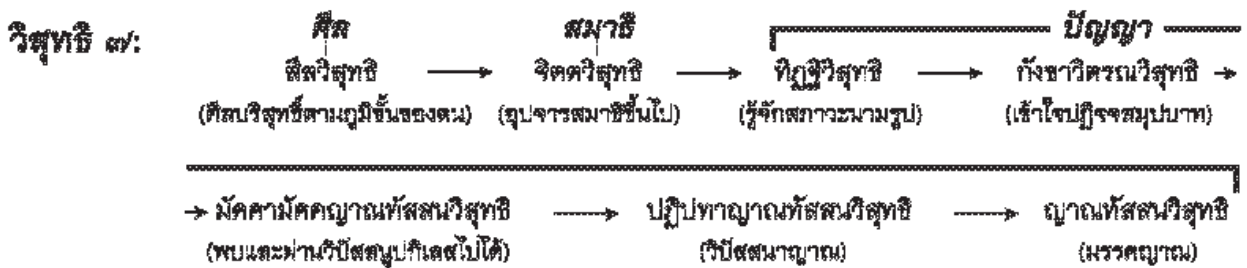 ศีล สมาธิ ปัญญา
วิสุทธิ ๗:
สีลวิสุทธิ → จิตตวิสุทธิ → ทิฏฐิวิสุทธิ → กังขาวิตรณวิสุทธิ →
(ศีลบริสุทธิ์ตามภูมิขั้นของตน) (อุปจารสมาธิขึ้นไป) (รู้จักสภาวะนามรูป) (เข้าใจปฏิจจสมุปบาท)
→ มัคคามัคคญาณทัสสนวิสุทธิ → ปฏิปทาญาณทัสสนวิสุทธิ → ญาณทัสสนวิสุทธิ
(พบและผ่านวิปัสสนูปกิเลสไปได้) (วิปัสสนาญาณ) (มรรคญาณ)